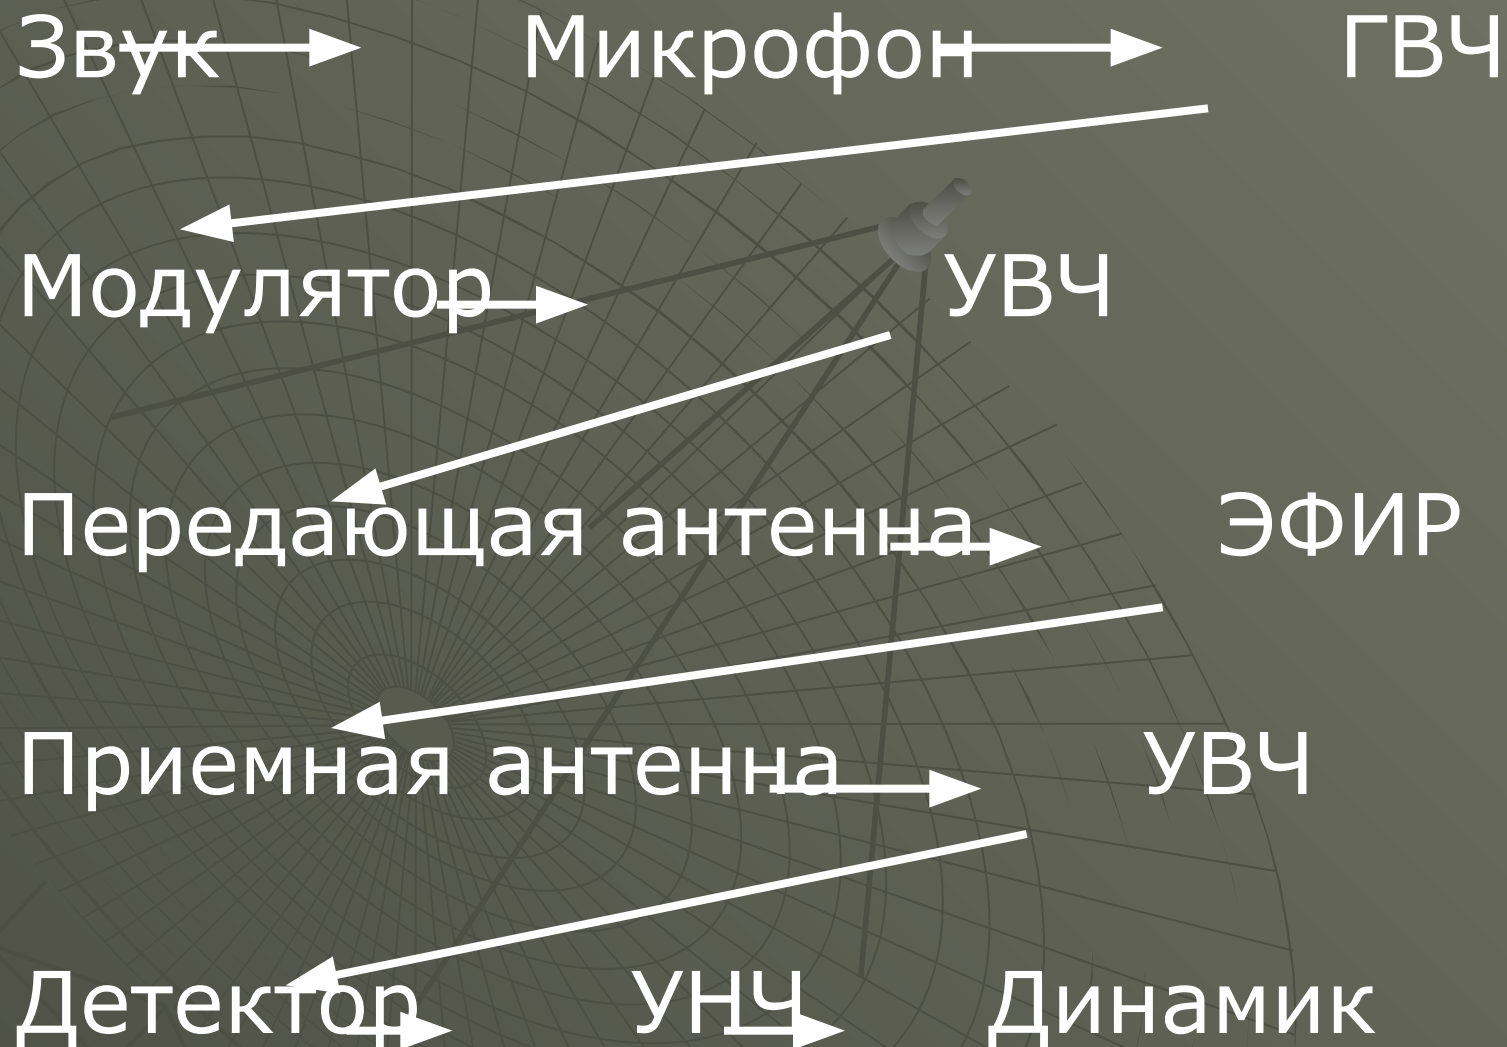 Звук Микрофон ГВЧ
Модулятор УВЧ
Передающая антенна ЭФИР
Приемная антенна УВЧ
Детектор УНЧ Динамик